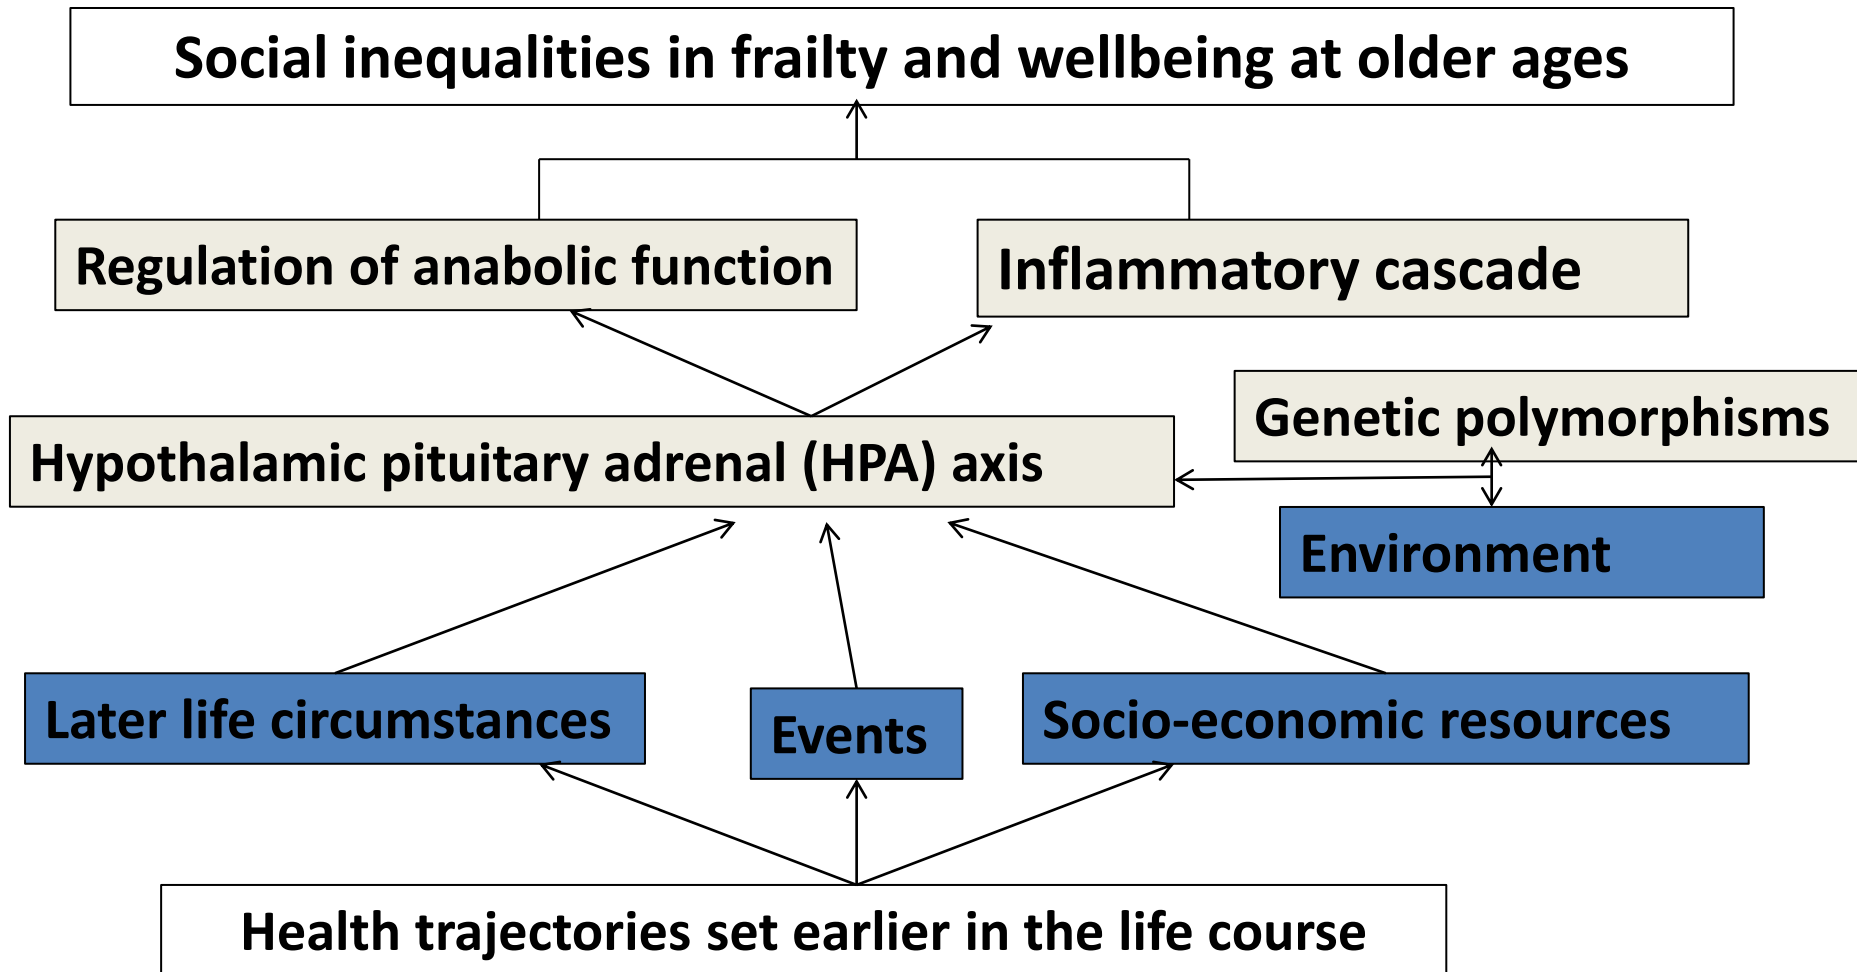 Social inequalities in frailty and wellbeing at older ages
Regulation of anabolic function
Inflammatory cascade
Genetic polymorphisms
Hypothalamic pituitary adrenal (HPA) axis
Environment
Later life circumstances
Events
Socio-economic resources
Health trajectories set earlier in the life course